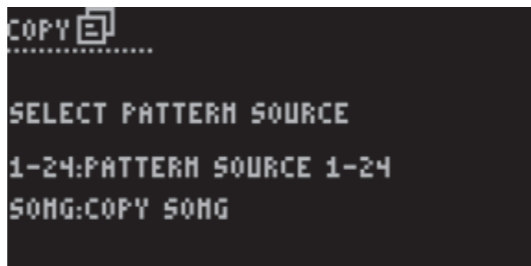 COPY
SELECT PATTERN SOURCE
1-24:PATTERN SOURCE 1-24
SONG:COPY SONG